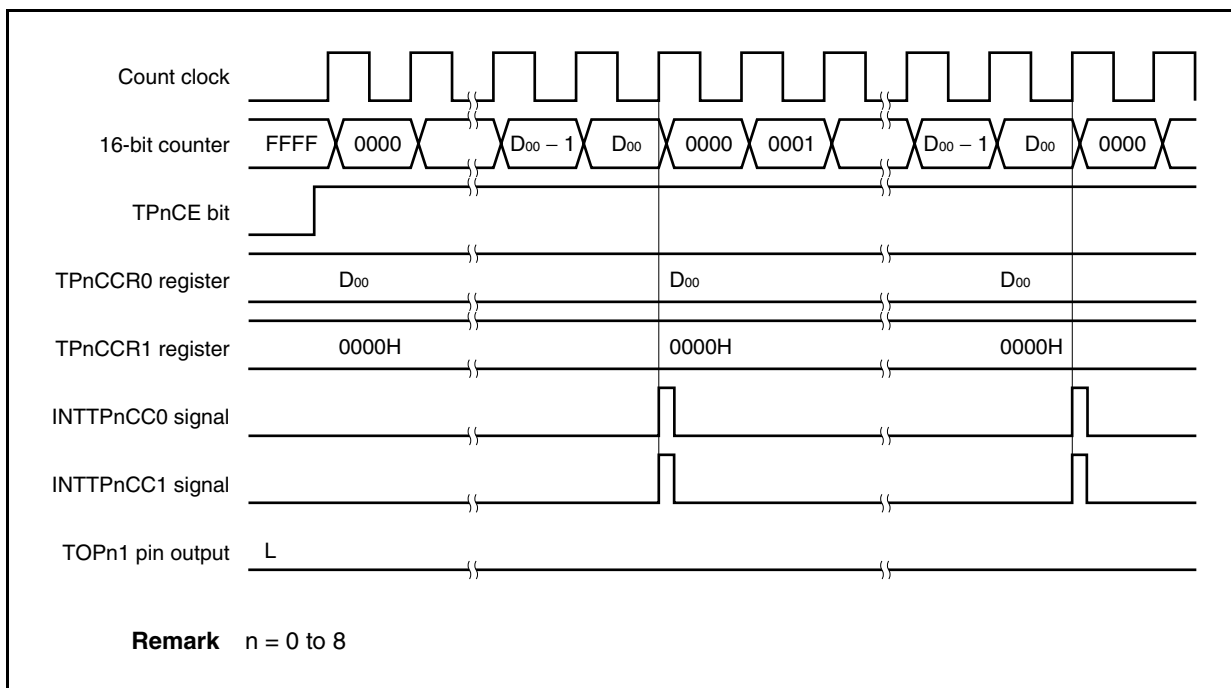 Count clock
16-bit counter FFFF 0000 D00 − 1 D00 0000 0001 D00 − 1 D00 0000
TPnCE bit
TPnCCR0 register D00 D00 D00
TPnCCR1 register 0000H 0000H 0000H
INTTPnCC0 signal
INTTPnCC1 signal
TOPn1 pin output L
Remark n = 0 to 8